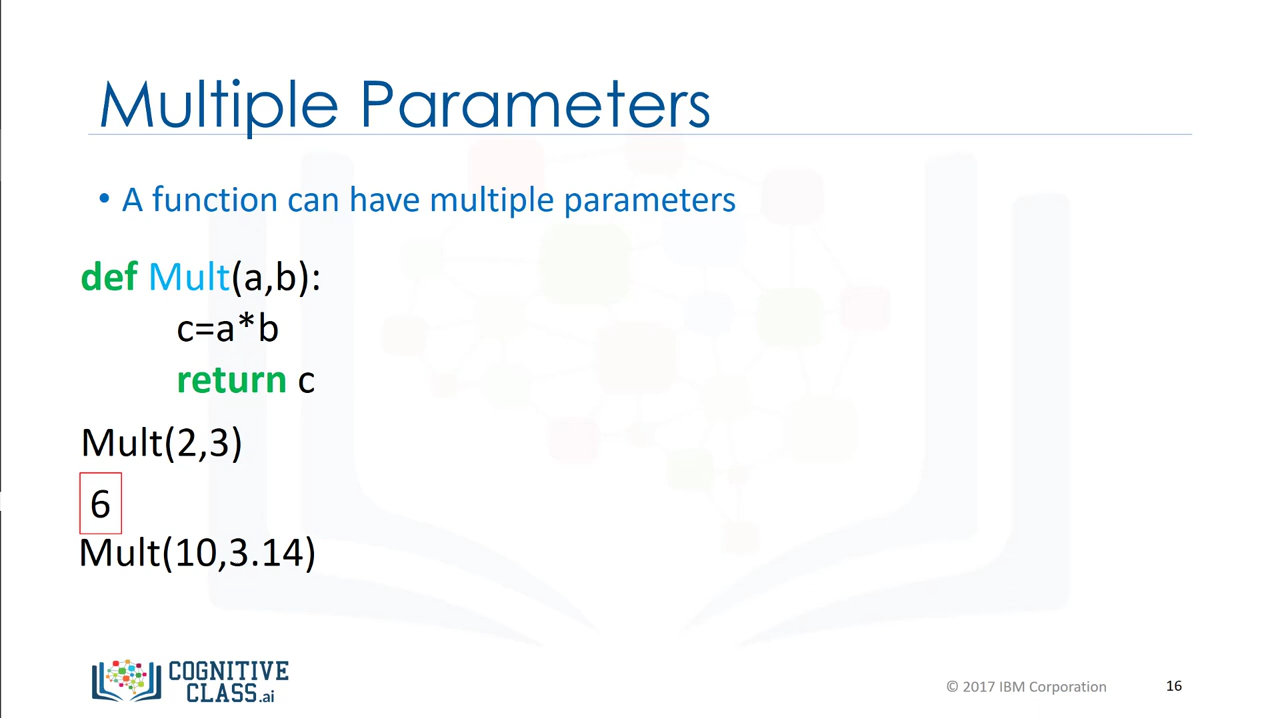 Multiple Parameters
• A function can have multiple parameters
def Mult(a,b):
c=a*b
return c
Mult(2,3)
6
Mult(10,3.14)
COGNITIVE
CLASS.ai
© 2017 IBM Corporation
16